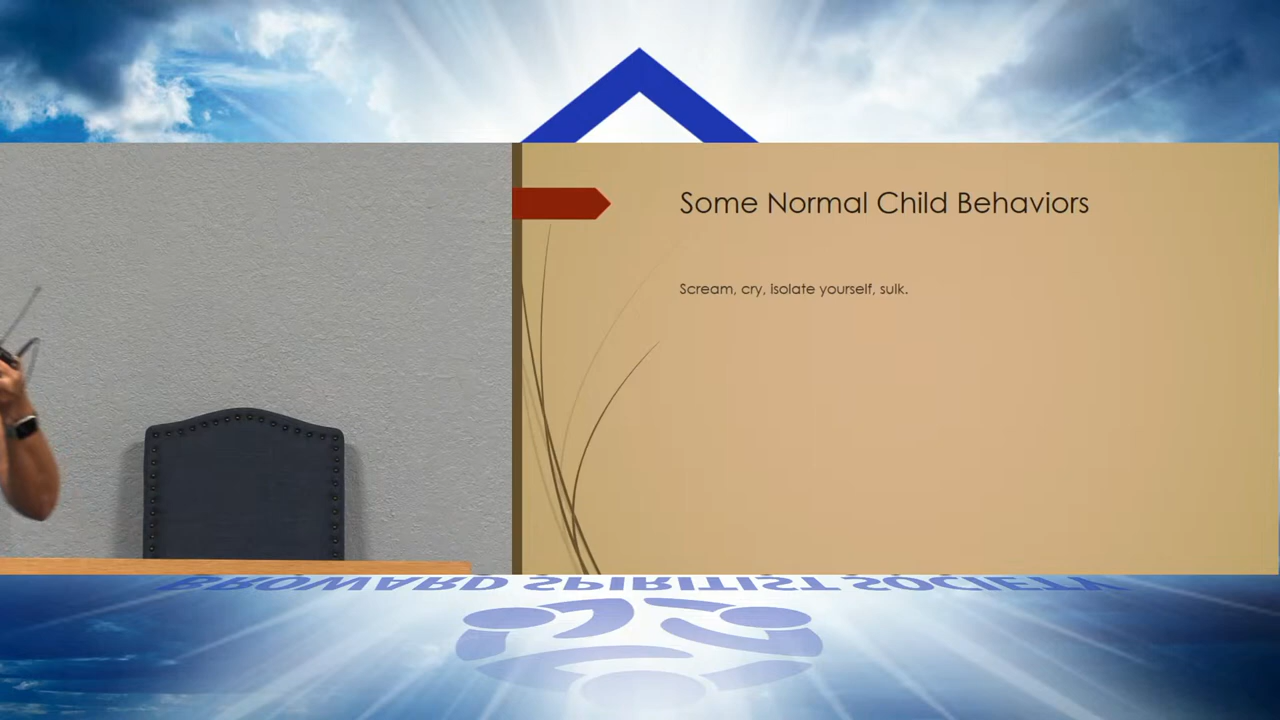 Some Normal Child Behaviors
Scream, cry, isolate yourself, sulk.
BROWARD SPIRITIST SOCIETY